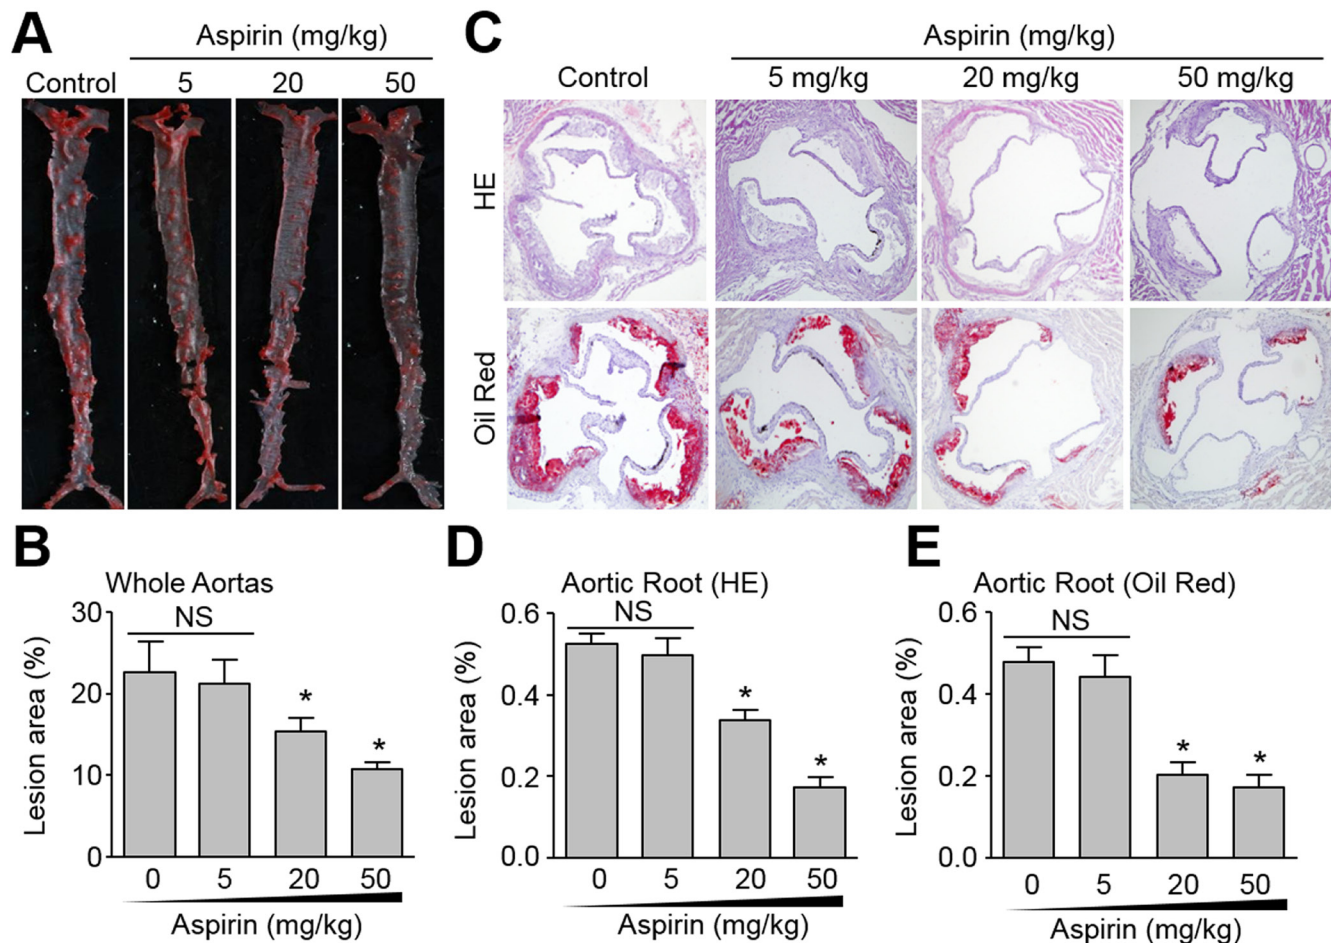 A
Aspirin (mg/kg)
Control 5 20 50
C
Aspirin (mg/kg)
Control 5 mg/kg 20 mg/kg 50 mg/kg
HE
Oil Red
B
Whole Aortas
Lesion area (%)
30
20
10
0
NS
*
*
0 5 20 50
Aspirin (mg/kg)
D
Aortic Root (HE)
Lesion area (%)
0.6
0.4
0.2
0.0
NS
*
*
0 5 20 50
Aspirin (mg/kg)
E
Aortic Root (Oil Red)
Lesion area (%)
0.6
0.4
0.2
0.0
NS
*
*
0 5 20 50
Aspirin (mg/kg)